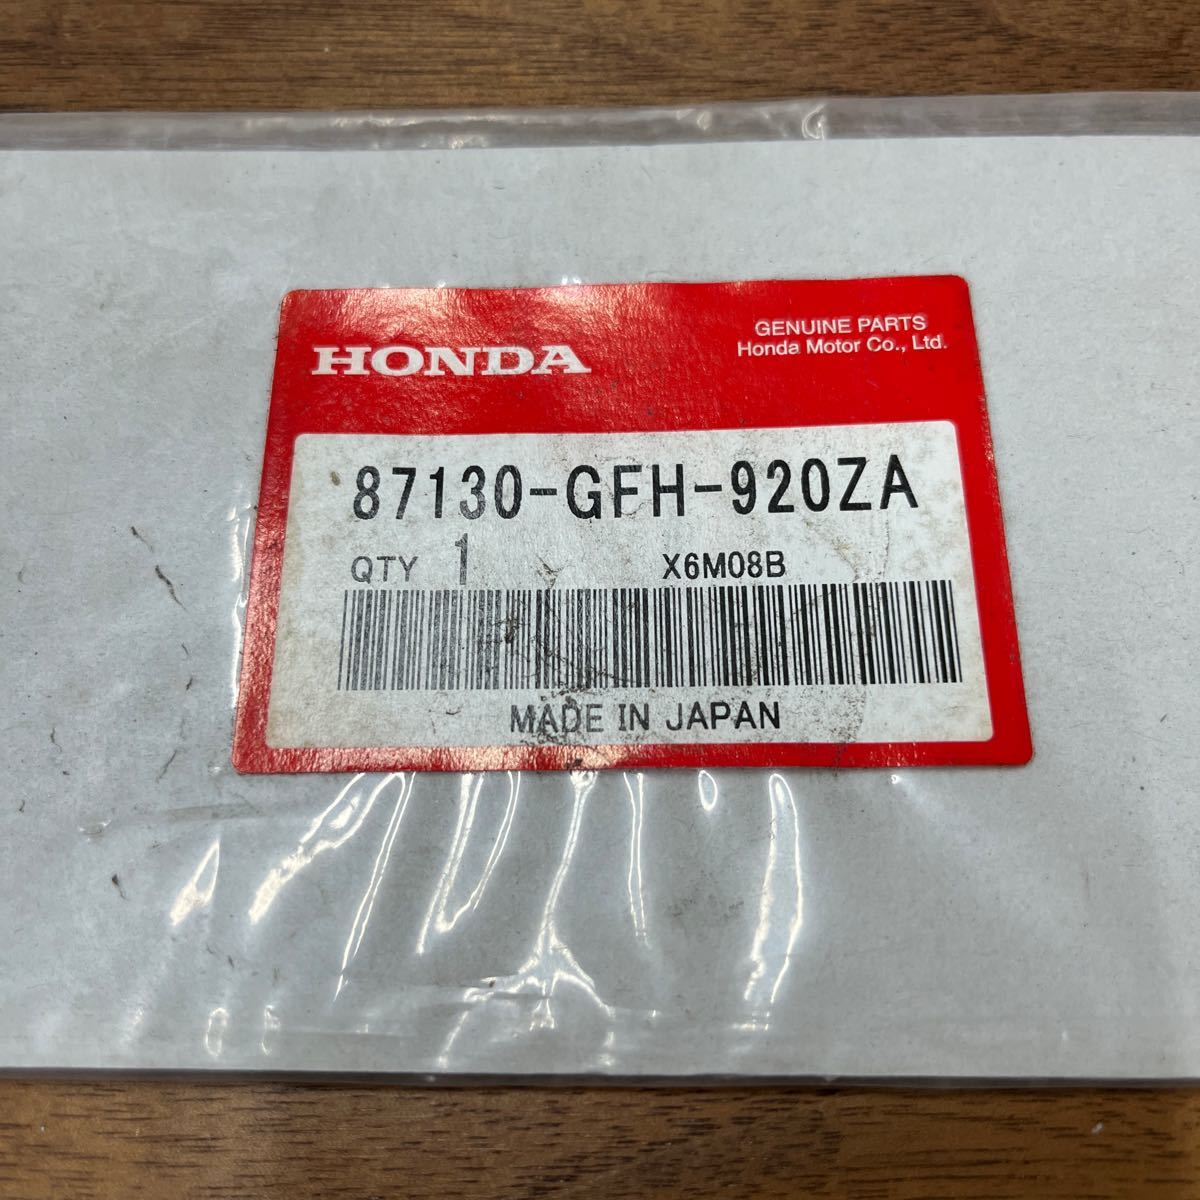 HONDA
GENUINE PARTS
Honda Motor Co., Ltd.
87130-GFH-920ZA
QTY 1 X6M08B
MADE IN JAPAN